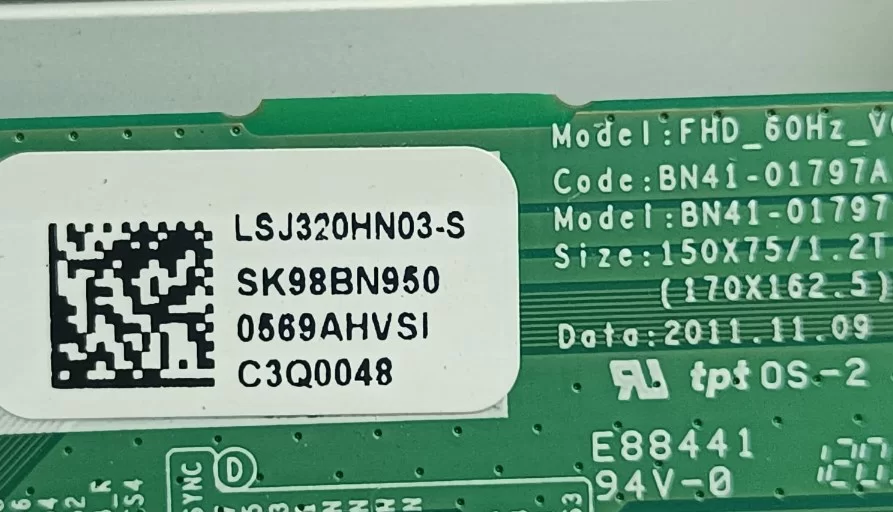 LSJ320HN03-S
SK98BN950
0569AHVSI
C3Q0048
Model:FHD_60Hz_V
Code:BN41-01797A
Model:BN41-01797
Size:150X75/1.2T
(170X162.5)
Data:2011.11.09
tpt OS-2
E88441
94V-0
D
SYNC